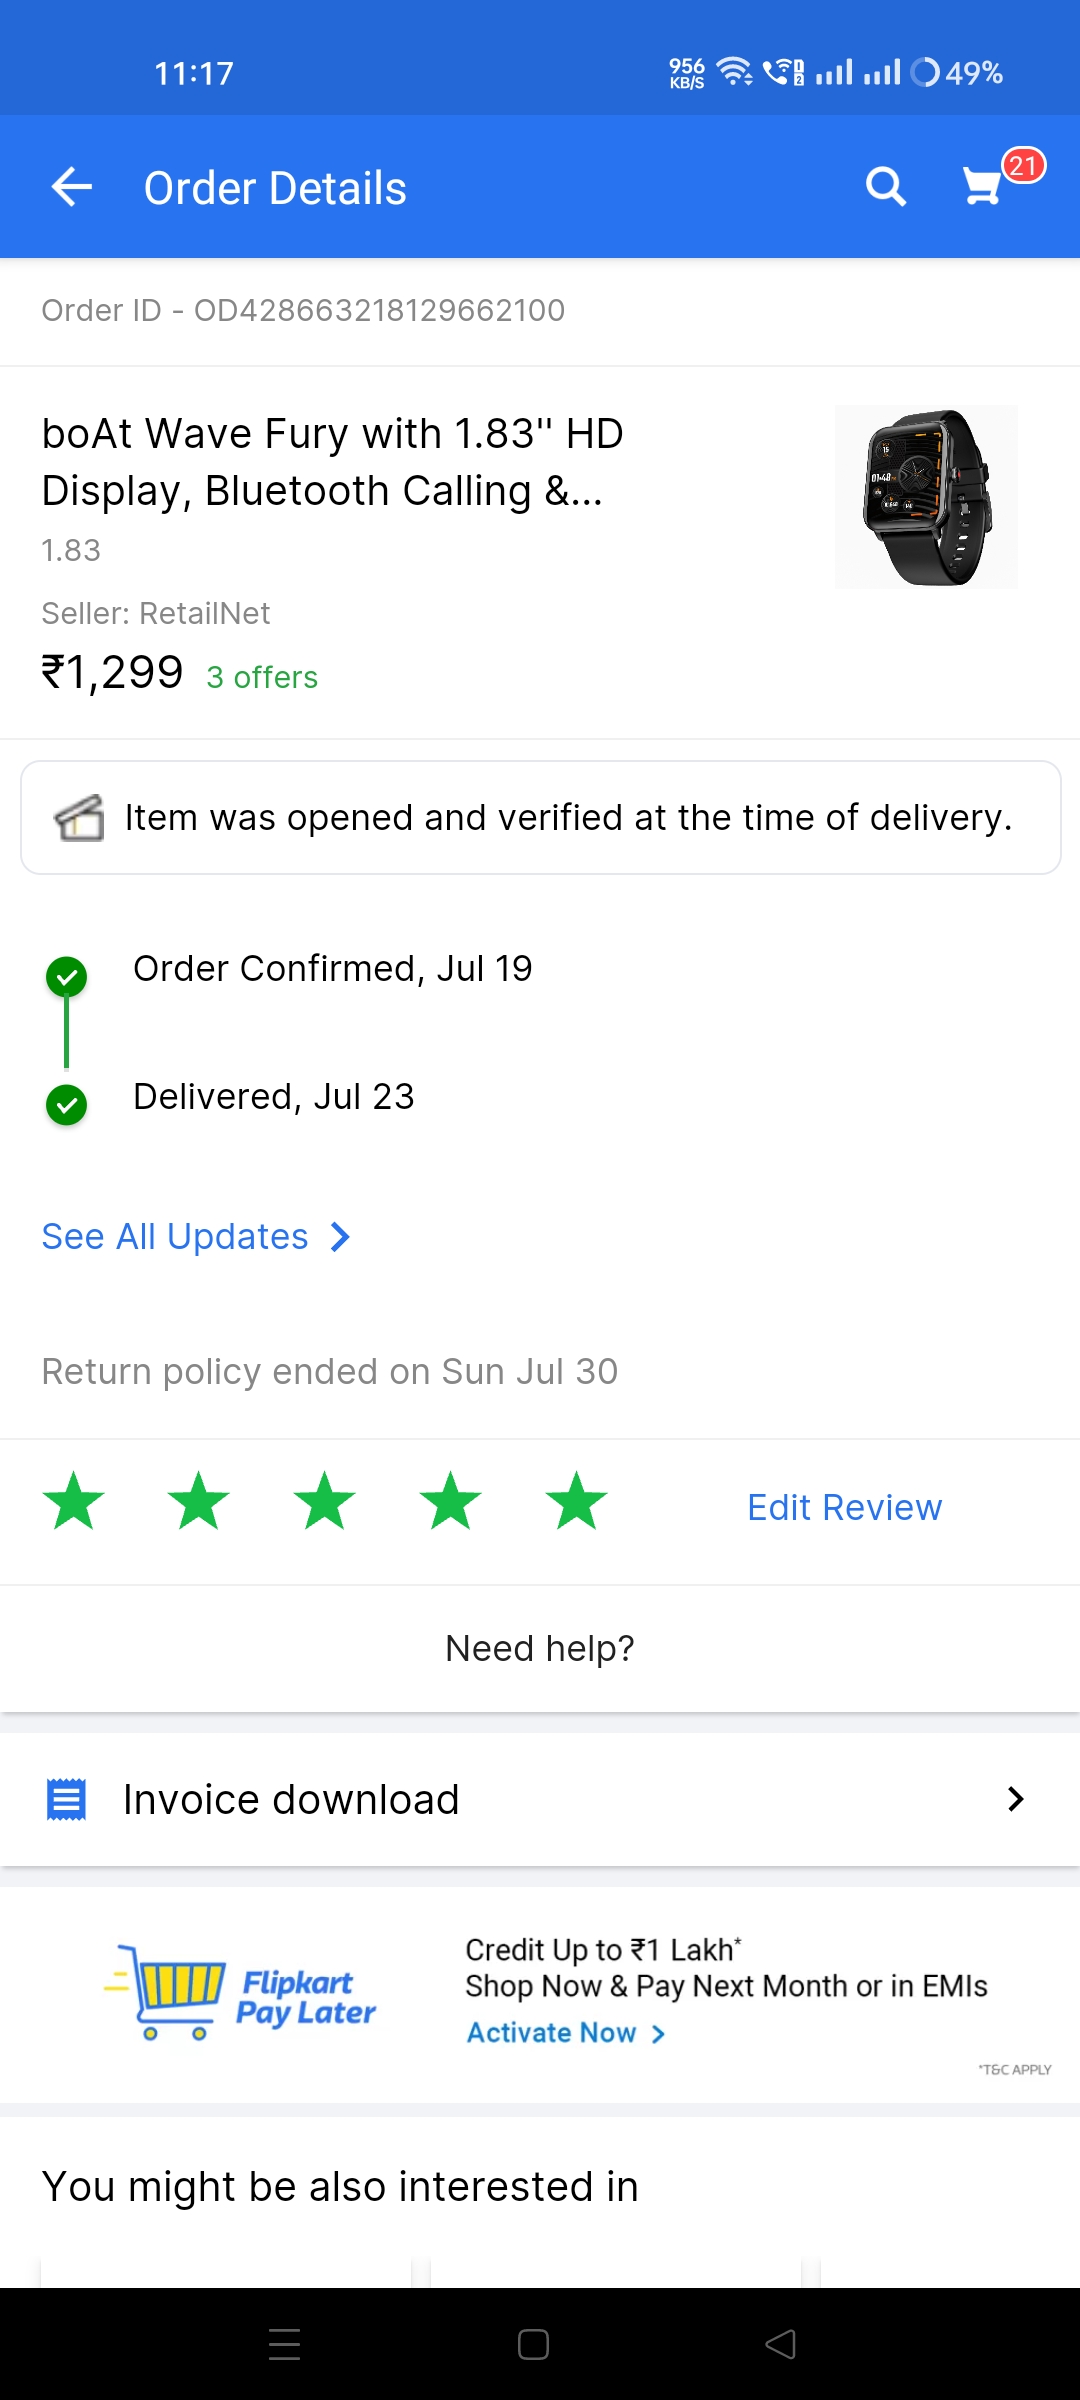 11:17
956
KB/S
49%
Order Details
21
Order ID - OD428663218129662100
boAt Wave Fury with 1.83" HD
Display, Bluetooth Calling &...
1.83
Seller: RetailNet
₹1,299 3 offers
Item was opened and verified at the time of delivery.
Order Confirmed, Jul 19
Delivered, Jul 23
See All Updates
Return policy ended on Sun Jul 30
Edit Review
Need help?
Invoice download
Flipkart
Pay Later
Credit Up to ₹1 Lakh*
Shop Now & Pay Next Month or in EMIs
Activate Now
*T&C APPLY
You might be also interested in